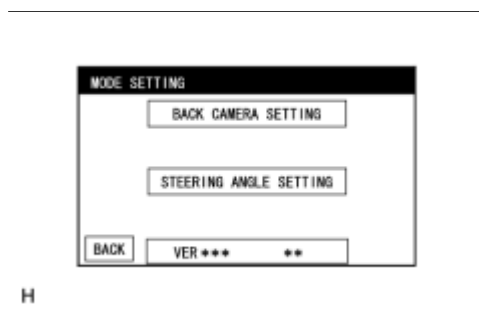 MODE SETTING
BACK CAMERA SETTING
STEERING ANGLE SETTING
BACK
VER*** **
H